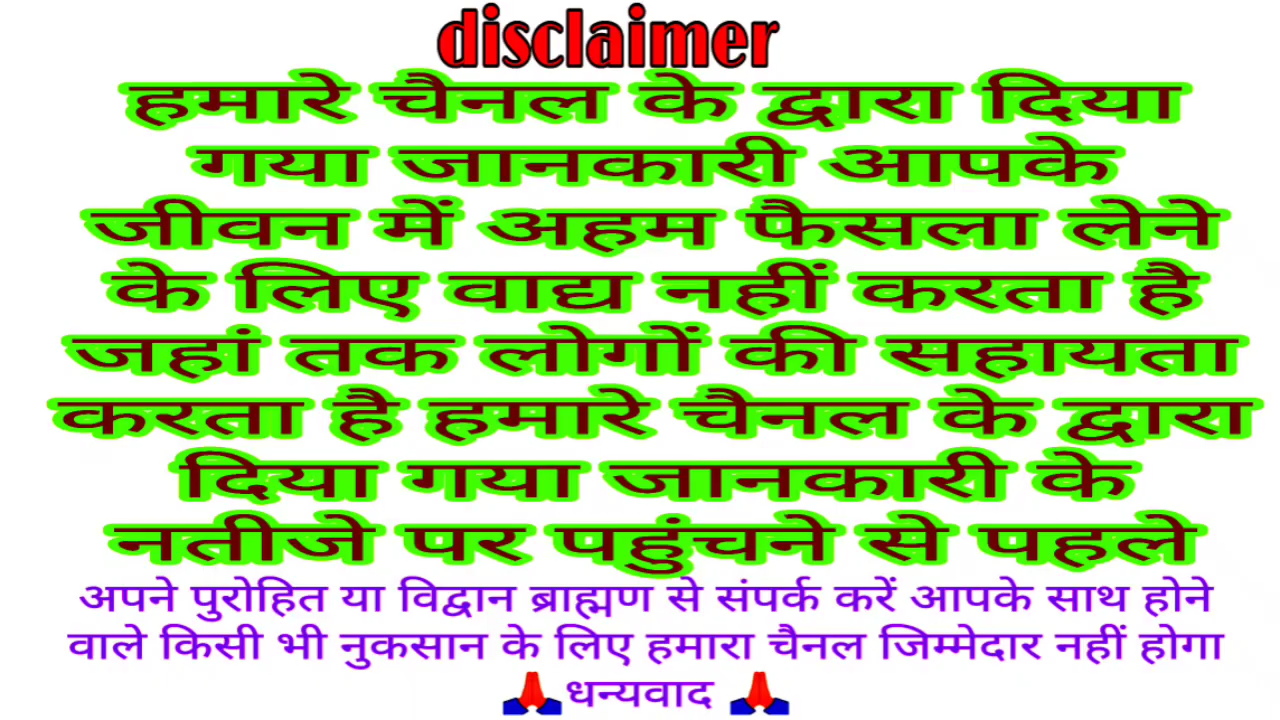 disclaimer
हमारे चैनल के द्वारा दिया
गया जानकारी आपके
जीवन में अहम फैसला लेने
के लिए वाद्य नहीं करता है
जहां तक लोगों की सहायता
करता है हमारे चैनल के द्वारा
दिया गया जानकारी के
नतीजे पर पहुंचने से पहले
अपने पुरोहित या विद्वान ब्राह्मण से संपर्क करें आपके साथ होने
वाले किसी भी नुकसान के लिए हमारा चैनल जिम्मेदार नहीं होगा
🙏धन्यवाद 🙏